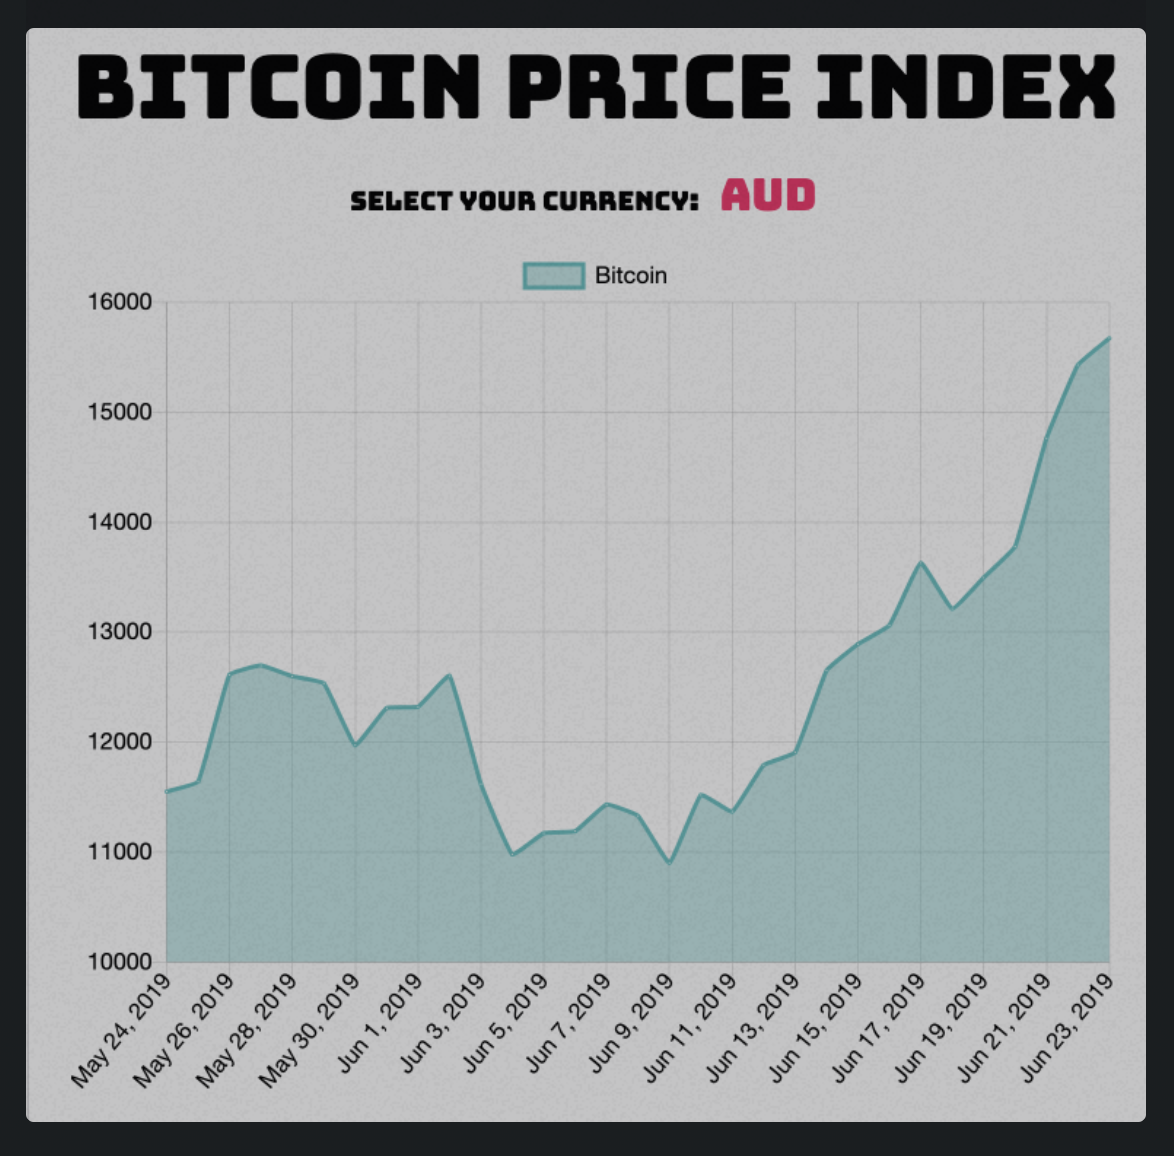 BITCOIN PRICE INDEX
SELECT YOUR CURRENCY: AUD
Bitcoin
16000
15000
14000
13000
12000
11000
10000
May 24, 2019
May 26, 2019
May 28, 2019
May 30, 2019
Jun 1, 2019
Jun 3, 2019
Jun 5, 2019
Jun 7, 2019
Jun 9, 2019
Jun 11, 2019
Jun 13, 2019
Jun 15, 2019
Jun 17, 2019
Jun 19, 2019
Jun 21, 2019
Jun 23, 2019